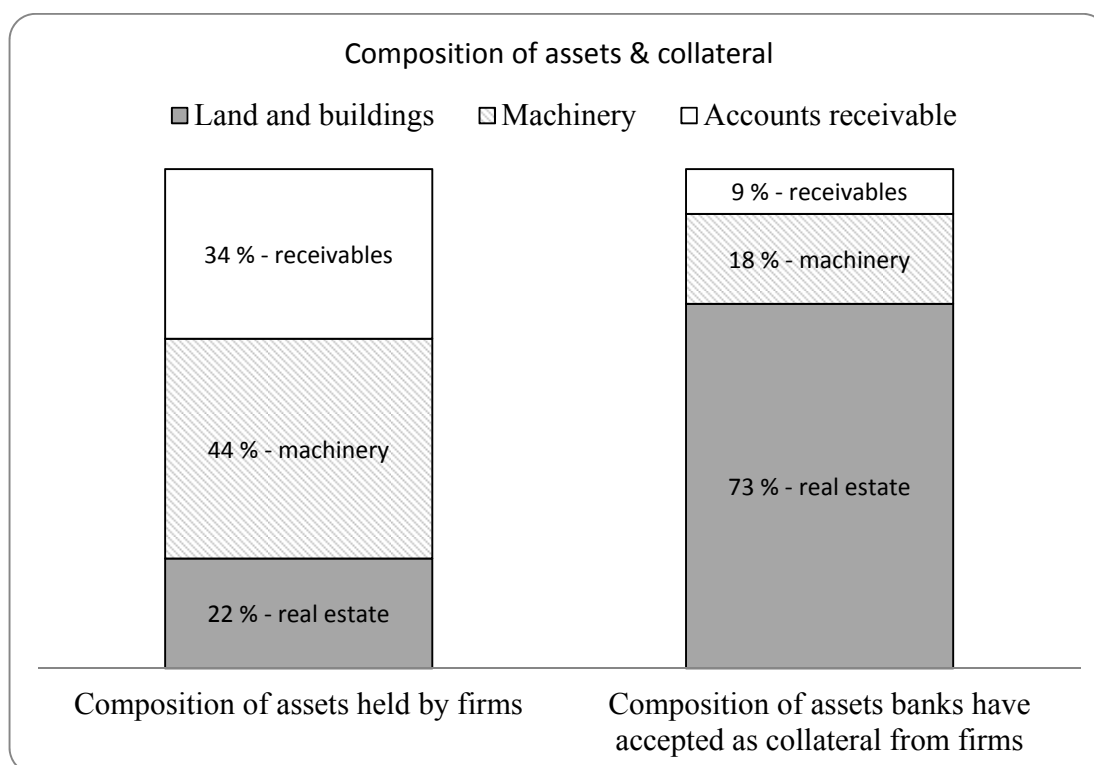 Composition of assets & collateral
Land and buildings Machinery Accounts receivable
34 % - receivables
44 % - machinery
22 % - real estate
9 % - receivables
18 % - machinery
73 % - real estate
Composition of assets held by firms
Composition of assets banks have
accepted as collateral from firms